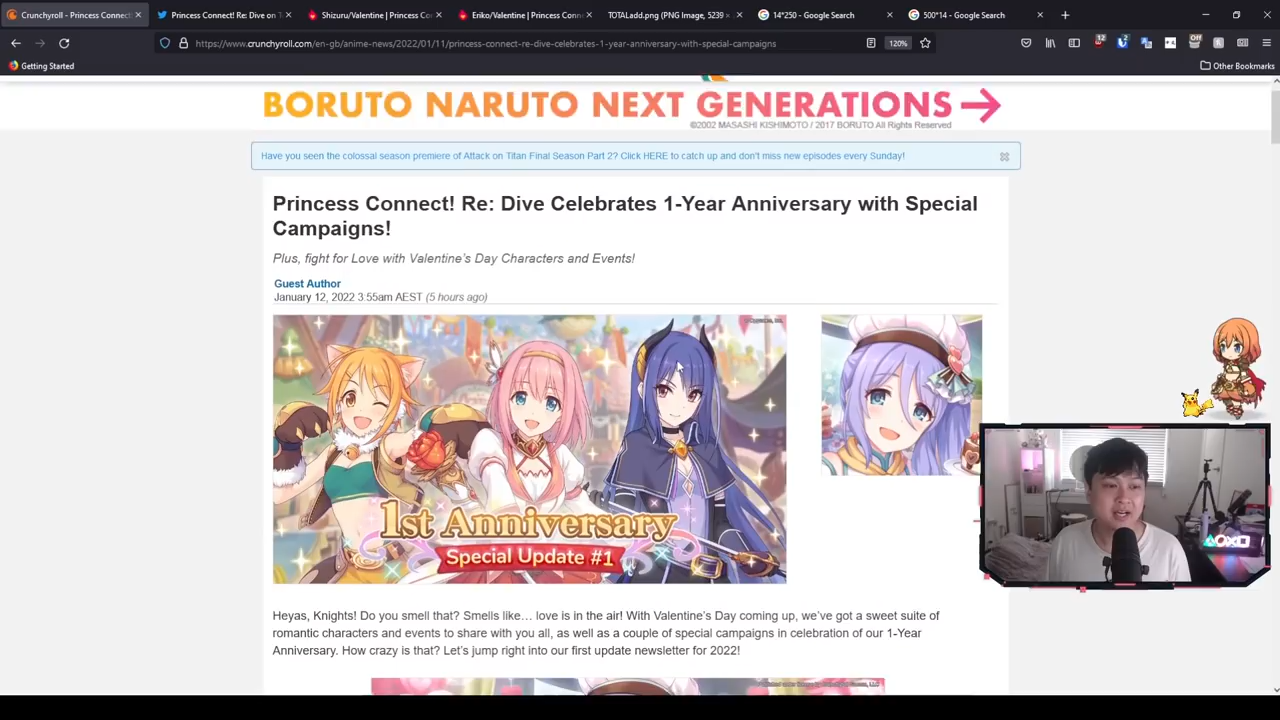 Crunchyroll - Princess Connect!
Princess Connect! Re: Dive on T
Shizuru/Valentine | Princess Con
Eriko/Valentine | Princess Conne
TOTALadd.png (PNG Image, 5239 ×
14*250 - Google Search
500*14 - Google Search
https://www.crunchyroll.com/en-gb/anime-news/2022/01/11/princess-connect-re-dive-celebrates-1-year-anniversary-with-special-campaigns
120%
12
2
Off
Getting Started
Other Bookmarks
BORUTO NARUTO NEXT GENERATIONS
©2002 MASASHI KISHIMOTO / 2017 BORUTO All Rights Reserved
Have you seen the colossal season premiere of Attack on Titan Final Season Part 2? Click HERE to catch up and don't miss new episodes every Sunday!
Princess Connect! Re: Dive Celebrates 1-Year Anniversary with Special
Campaigns!
Plus, fight for Love with Valentine's Day Characters and Events!
Guest Author
January 12, 2022 3:55am AEST (5 hours ago)
1st Anniversary
Special Update #1
Heyas, Knights! Do you smell that? Smells like… love is in the air! With Valentine's Day coming up, we've got a sweet suite of
romantic characters and events to share with you all, as well as a couple of special campaigns in celebration of our 1-Year
Anniversary. How crazy is that? Let's jump right into our first update newsletter for 2022!